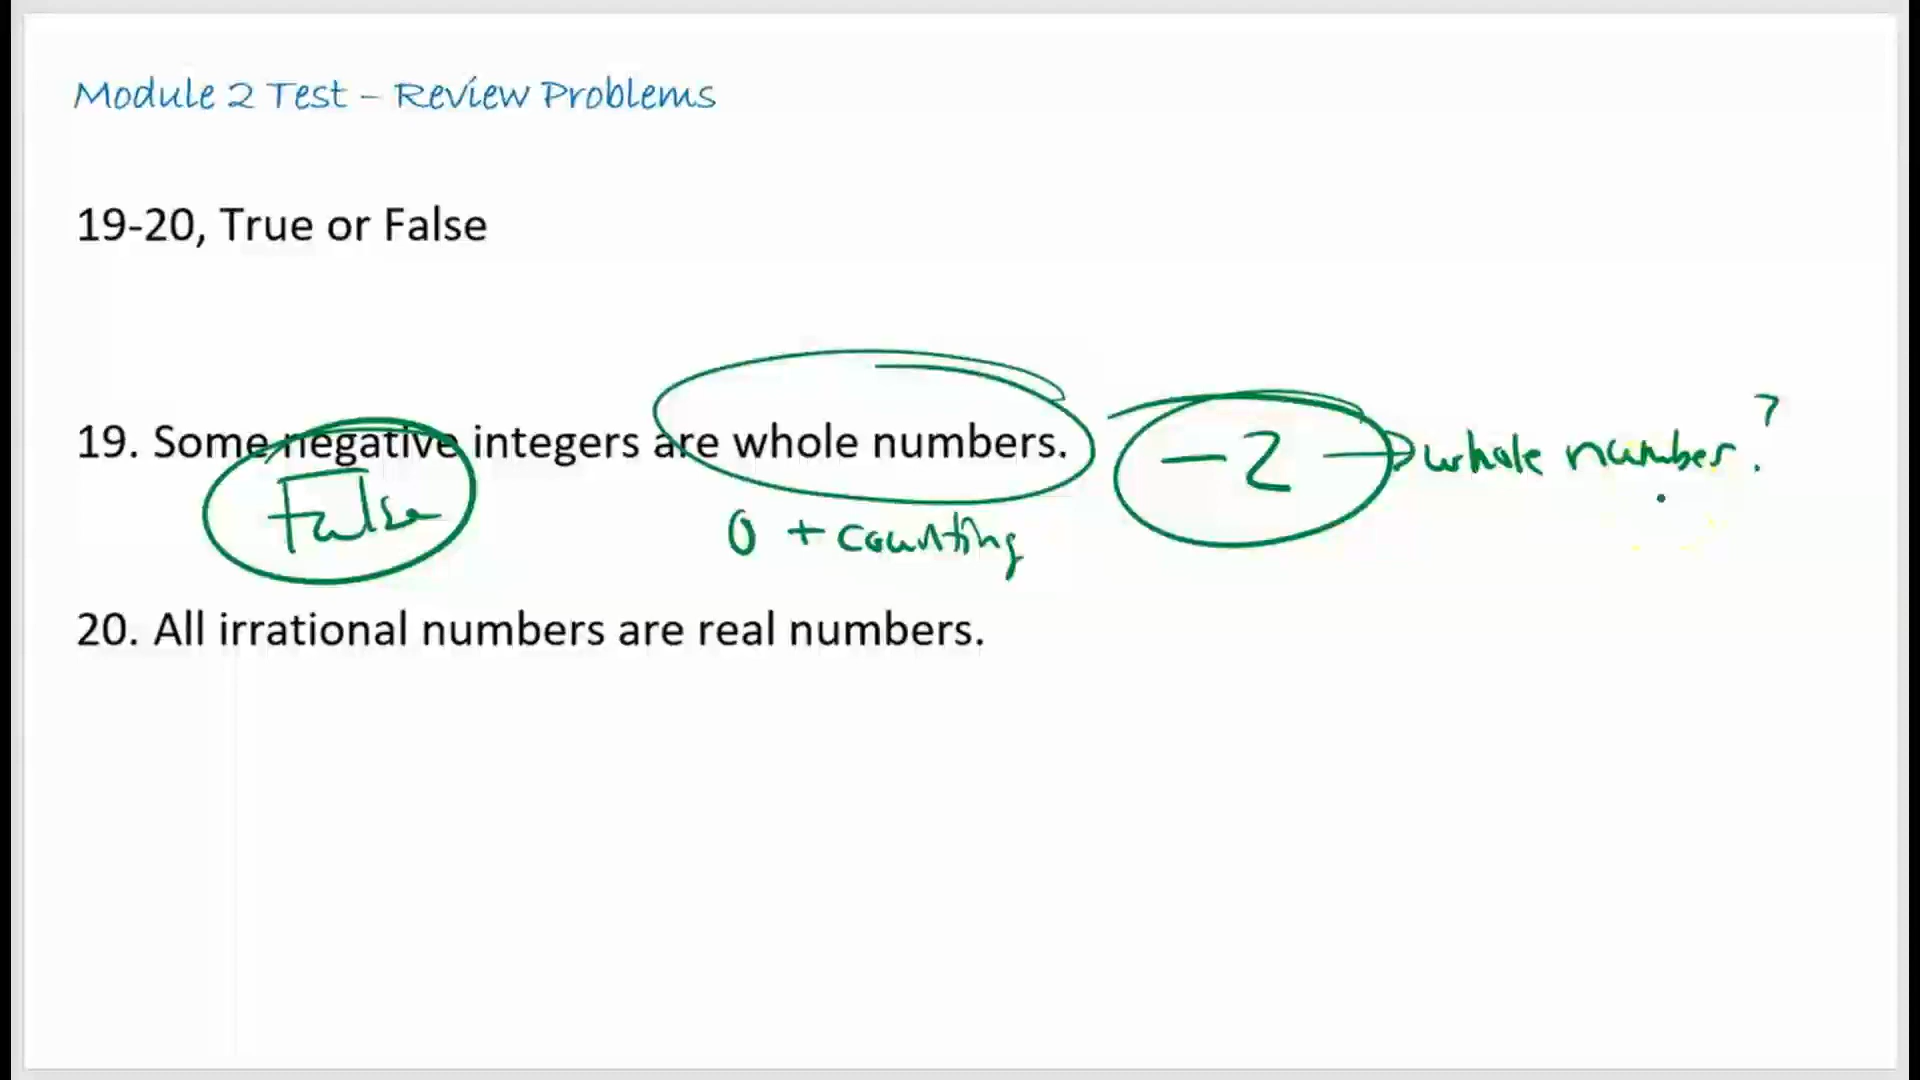 Module 2 Test – Review Problems
19-20, True or False
19. Some negative integers are whole numbers.
-2 → whole number?
False
0 + counting
20. All irrational numbers are real numbers.